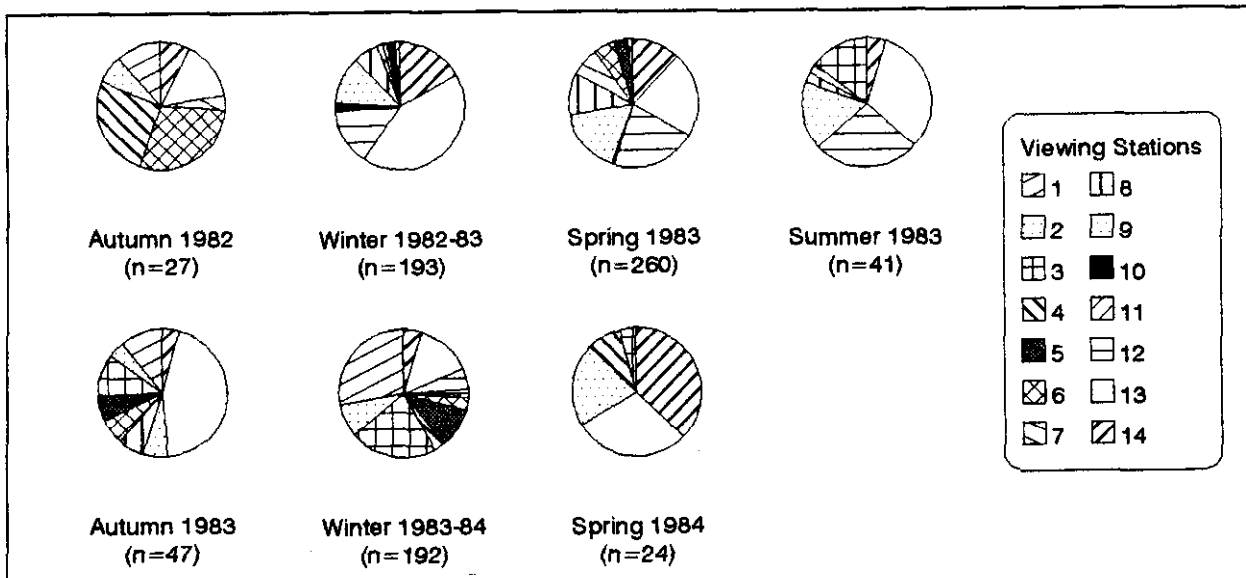 Autumn 1982
(n=27)
Winter 1982-83
(n=193)
Spring 1983
(n=260)
Summer 1983
(n=41)
Autumn 1983
(n=47)
Winter 1983-84
(n=192)
Spring 1984
(n=24)
Viewing Stations
1 8
2 9
3 10
4 11
5 12
6 13
7 14